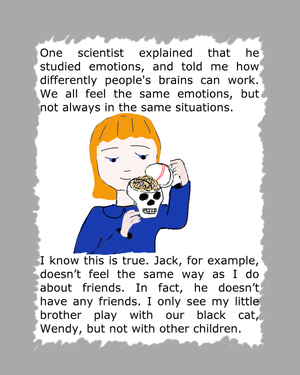 One scientist explained that he
studied emotions, and told me how
differently people's brains can work.
We all feel the same emotions, but
not always in the same situations.
I know this is true. Jack, for example,
doesn’t feel the same way as I do
about friends. In fact, he doesn’t
have any friends. I only see my little
brother play with our black cat,
Wendy, but not with other children.